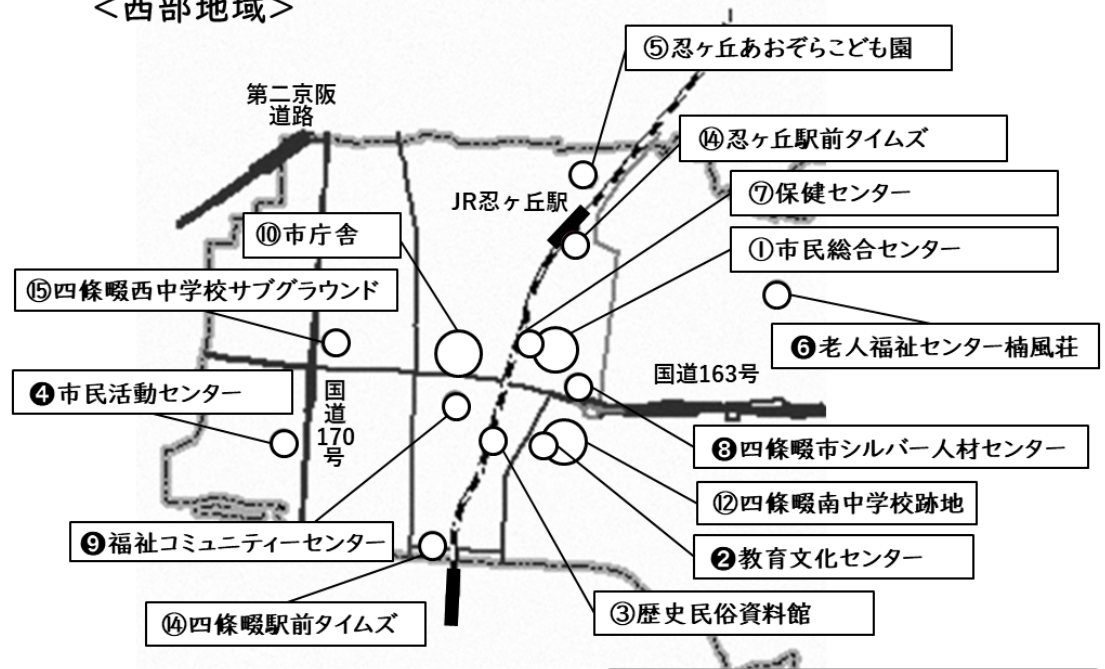 <西部地域>
⑤忍ヶ丘あおぞらこども園
第二京阪
道路
⑭忍ヶ丘駅前タイムズ
⑦保健センター
JR忍ヶ丘駅
⑩市庁舎
①市民総合センター
⑮四條畷西中学校サブグラウンド
❻老人福祉センター楠風荘
国道163号
❹市民活動センター
国
道
170
号
❽四條畷市シルバー人材センター
⑫四條畷南中学校跡地
❾福祉コミュニティーセンター
❷教育文化センター
③歴史民俗資料館
⑭四條畷駅前タイムズ